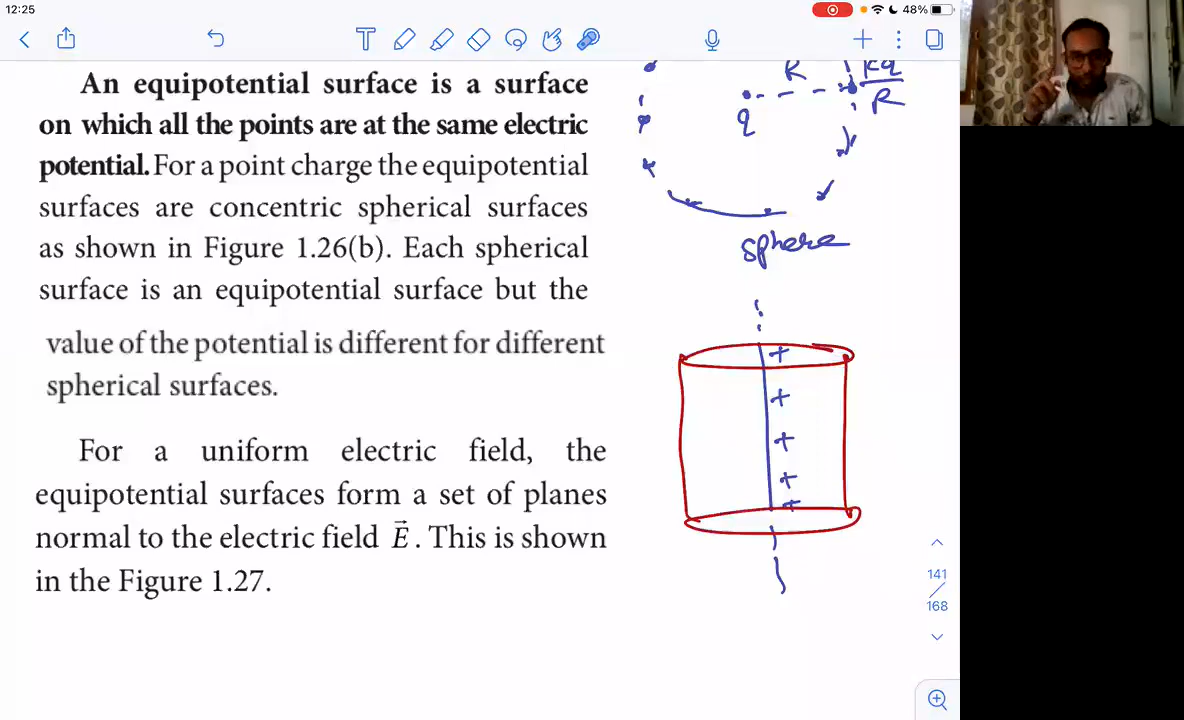 12:25
48%
An equipotential surface is a surface
on which all the points are at the same electric
potential. For a point charge the equipotential
surfaces are concentric spherical surfaces
as shown in Figure 1.26(b). Each spherical
surface is an equipotential surface but the
value of the potential is different for different
spherical surfaces.
For a uniform electric field, the
equipotential surfaces form a set of planes
normal to the electric field E⃗. This is shown
in the Figure 1.27.
R
kq
R
q
sphere
+
+
+
+
+
141
168